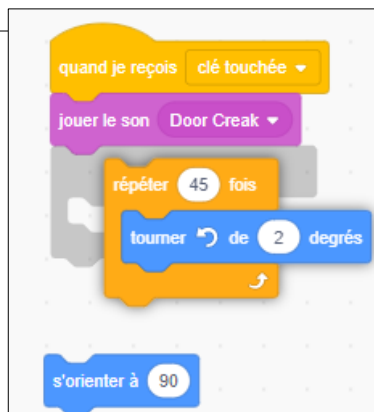 quand je reçois clé touchée
jouer le son Door Creak
répéter 45 fois
tourner de 2 degrés
s'orienter à 90